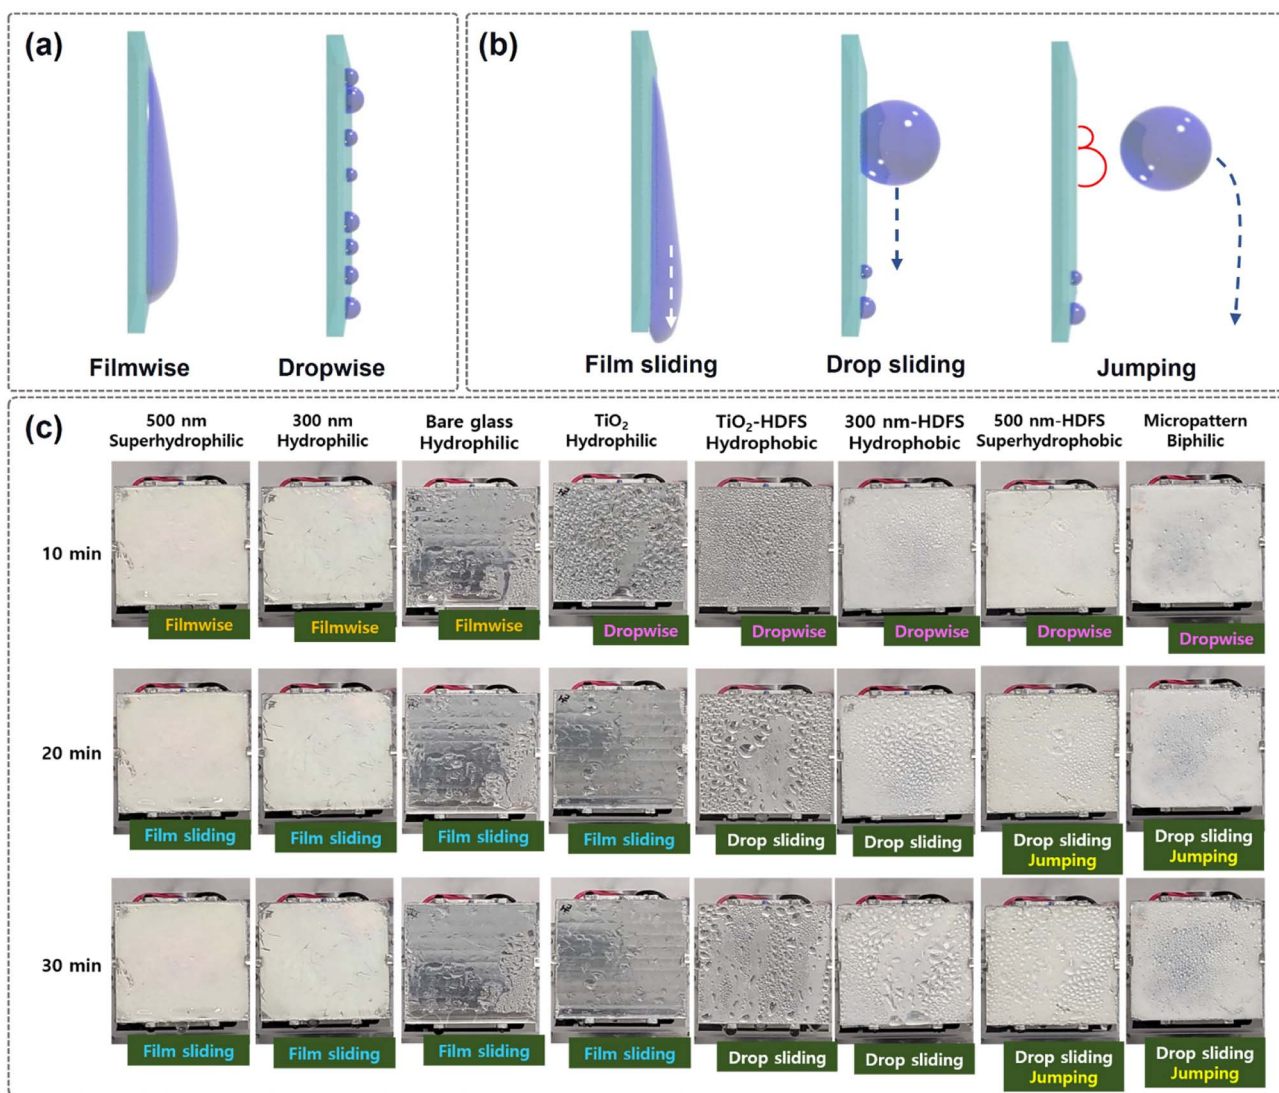 (a)
Filmwise
Dropwise
(b)
Film sliding
Drop sliding
Jumping
(c)
500 nm
Superhydrophilic
300 nm
Hydrophilic
Bare glass
Hydrophilic
TiO₂
Hydrophilic
TiO₂-HDFS
Hydrophobic
300 nm-HDFS
Hydrophobic
500 nm-HDFS
Superhydrophobic
Micropattern
Biphilic
10 min
Filmwise
Filmwise
Filmwise
Dropwise
Dropwise
Dropwise
Dropwise
Dropwise
20 min
Film sliding
Film sliding
Film sliding
Film sliding
Drop sliding
Drop sliding
Drop sliding
Jumping
Drop sliding
Jumping
30 min
Film sliding
Film sliding
Film sliding
Film sliding
Drop sliding
Drop sliding
Drop sliding
Jumping
Drop sliding
Jumping